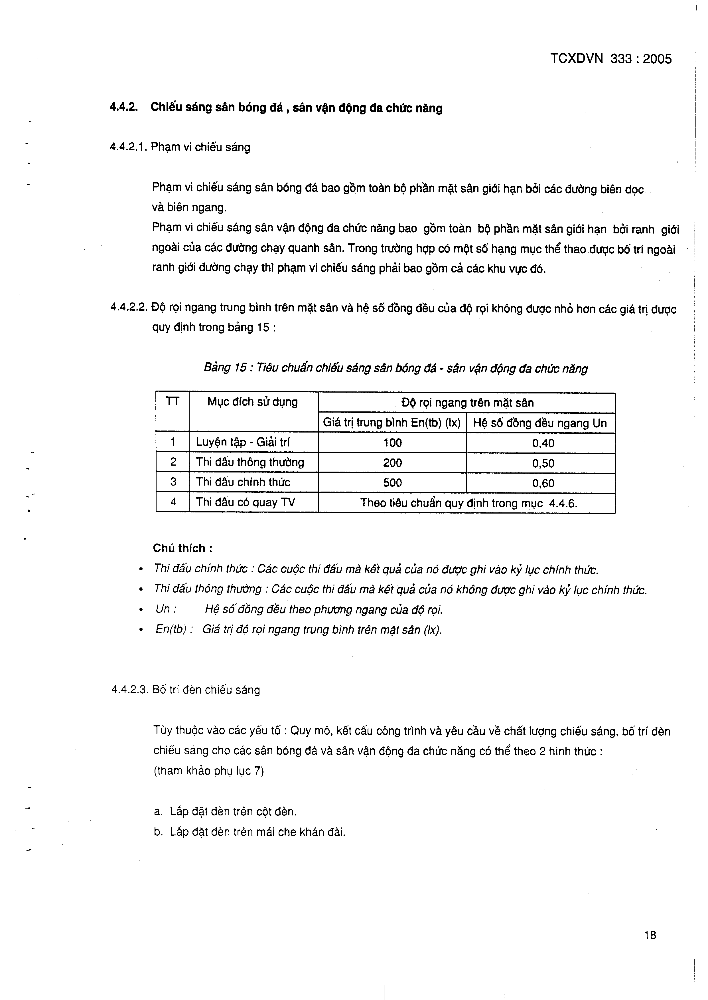 TCXDVN 333 : 2005
4.4.2. Chiếu sáng sân bóng đá , sân vận động đa chức năng
4.4.2.1. Phạm vi chiếu sáng
Phạm vi chiếu sáng sân bóng đá bao gồm toàn bộ phần mặt sân giới hạn bởi các đường biên dọc
và biên ngang.
Phạm vi chiếu sáng sân vận động đa chức năng bao gồm toàn bộ phần mặt sân giới hạn bởi ranh giới
ngoài của các đường chạy quanh sân. Trong trường hợp có một số hạng mục thể thao được bố trí ngoài
ranh giới đường chạy thì phạm vi chiếu sáng phải bao gồm cả các khu vực đó.
4.4.2.2. Độ rọi ngang trung bình trên mặt sân và hệ số đồng đều của độ rọi không được nhỏ hơn các giá trị được
quy định trong bảng 15 :
Bảng 15 : Tiêu chuẩn chiếu sáng sân bóng đá - sân vận động đa chức năng
TT Mục đích sử dụng Độ rọi ngang trên mặt sân
Giá trị trung bình En(tb) (lx) Hệ số đồng đều ngang Un
1 Luyện tập - Giải trí 100 0,40
2 Thi đấu thông thường 200 0,50
3 Thi đấu chính thức 500 0,60
4 Thi đấu có quay TV Theo tiêu chuẩn quy định trong mục 4.4.6.
Chú thích :
• Thi đấu chính thức : Các cuộc thi đấu mà kết quả của nó được ghi vào kỷ lục chính thức.
• Thi đấu thông thường : Các cuộc thi đấu mà kết quả của nó không được ghi vào kỷ lục chính thức.
• Un : Hệ số đồng đều theo phương ngang của độ rọi.
• En(tb) : Giá trị độ rọi ngang trung bình trên mặt sân (lx).
4.4.2.3. Bố trí đèn chiếu sáng
Tùy thuộc vào các yếu tố : Quy mô, kết cấu công trình và yêu cầu về chất lượng chiếu sáng, bố trí đèn
chiếu sáng cho các sân bóng đá và sân vận động đa chức năng có thể theo 2 hình thức :
(tham khảo phụ lục 7)
a. Lắp đặt đèn trên cột đèn.
b. Lắp đặt đèn trên mái che khán đài.
18